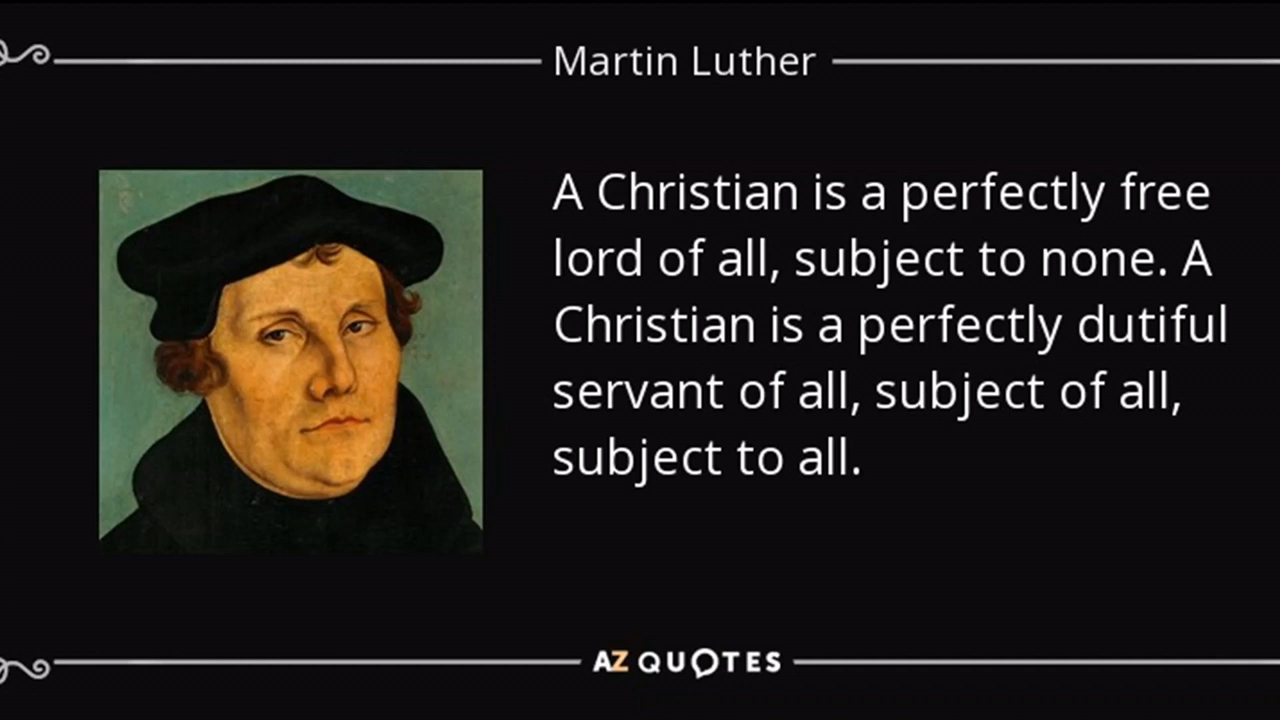 Martin Luther
A Christian is a perfectly free
lord of all, subject to none. A
Christian is a perfectly dutiful
servant of all, subject of all,
subject to all.
AZ QUOTES